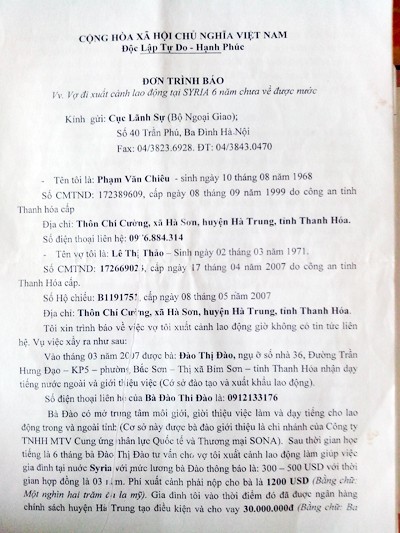 CỘNG HÒA XÃ HỘI CHỦ NGHĨA VIỆT NAM
Độc Lập Tự Do - Hạnh Phúc
ĐƠN TRÌNH BÁO
Vv. Vợ đi xuất cảnh lao động tại SYRIA 6 năm chưa về được nước
Kính gửi: Cục Lãnh Sự (Bộ Ngoại Giao);
Số 40 Trần Phú, Ba Đình Hà Nội
Fax: 04/3823.6928. ĐT: 04/3843.0470
- Tên tôi là: Phạm Văn Chiêu - sinh ngày 10 tháng 08 năm 1968
Số CMTND: 172389609, cấp ngày 08 tháng 09 năm 1999 do công an tỉnh
Thanh hóa cấp
Địa chỉ: Thôn Chí Cường, xã Hà Sơn, huyện Hà Trung, tỉnh Thanh Hóa.
Số điện thoại liên hệ: 6.884.314
- Tên vợ tôi là: Lê Thị Thảo – Sinh ngày 02 tháng 03 năm 1971.
Số CMTND: 17266902, cấp ngày 17 tháng 04 năm 2007 do công an tỉnh
Thanh Hóa cấp.
Số Hộ chiếu: B119175, cấp ngày 08 tháng 05 năm 2007
Địa chỉ: Thôn Chí Cường, xã Hà Sơn, huyện Hà Trung, tỉnh Thanh Hóa.
Tôi xin trình báo về việc vợ tôi xuất cảnh lao động giờ không có tin tức liên
hệ. Vụ việc xẩy ra như sau:
Vào tháng 03 năm 2007 được bà: Đào Thị Đào, ngụ ở số nhà 36, Đường Trần
Hưng Đạo – KP5 – phường Bắc Sơn – Thị xã Bỉm Sơn – tỉnh Thanh Hóa nhận dạy
tiếng nước ngoài và giới thiệu việc (Cơ sở đào tạo và xuất khẩu lao động).
Số điện thoại liên hệ của Bà Đào Thi Đào là: 0912133176
Bà Đào có mở trung tâm môi giới, giới thiệu việc làm và dạy tiếng cho lao
động trong và ngoài tỉnh: (Cơ sở này được bà đào giới thiệu là chi nhánh của Công ty
TNHH MTV Cung ứng nhân lực Quốc tế và Thương mại SONA). Sau thời gian học
tiếng là 6 tháng bà Đào Thị Đào tư vấn cho vợ tôi xuất cảnh lao động làm giúp việc
gia đình tại nước Syria với mức lương bà Đào thông báo là: 300 – 500 USD với thời
gian hợp đồng là 03 năm. Phí xuất cảnh phải nộp cho bà là 1200 USD (Bằng chữ:
Một nghìn hai trăm đô la mỹ). Gia đình tôi vào thời điểm đó đã được ngân hàng
chính sách huyện Hà Trung tạo điều kiện và cho vay 30.000.000đ (Bằng chữ: Ba